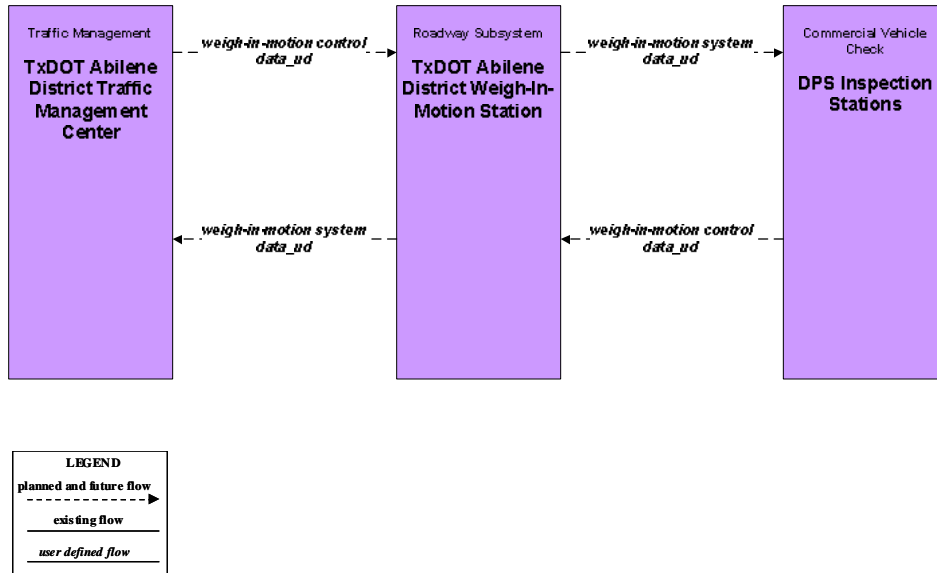 Traffic Management
TxDOT Abilene
District Traffic
Management
Center
weigh-in-motion control
data_ud
Roadway Subsystem
TxDOT Abilene
District Weigh-In-
Motion Station
weigh-in-motion system
data_ud
Commercial Vehicle
Check
DPS Inspection
Stations
weigh-in-motion system
data_ud
weigh-in-motion control
data_ud
LEGEND
planned and future flow
existing flow
user defined flow